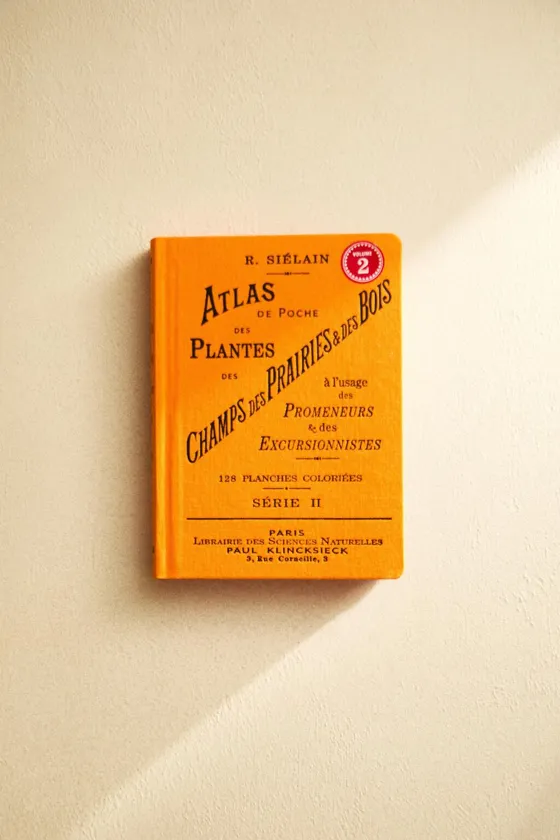 R. SIÉLAIN
VOLUME
2
ATLAS
DE POCHE
DES
PLANTES
DES
CHAMPS DES PRAIRIES & DES BOIS
à l'usage
des
PROMENEURS
& des
EXCURSIONNISTES
128 PLANCHES COLORIÉES
SÉRIE II
PARIS
LIBRAIRIE DES SCIENCES NATURELLES
PAUL KLINCKSIECK
3, Rue Corneille, 3